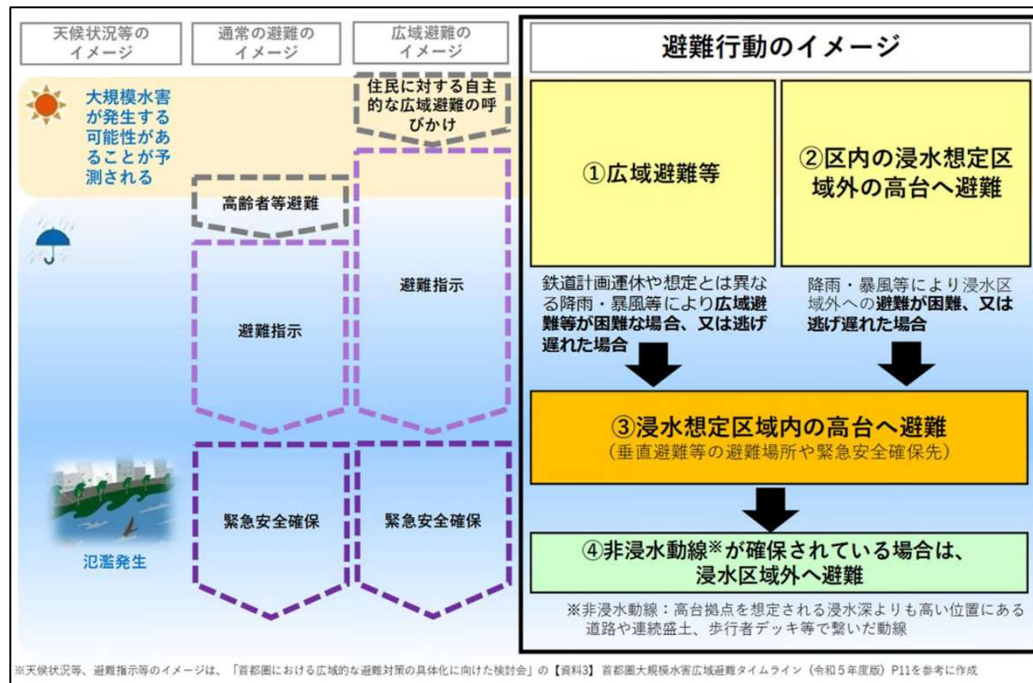 天候状況等の
イメージ
通常の避難の
イメージ
広域避難の
イメージ
避難行動のイメージ
大規模水害
が発生する
可能性があ
ることが予
測される
住民に対する自主
的な広域避難の呼
びかけ
高齢者等避難
避難指示
避難指示
①広域避難等
②区内の浸水想定区
域外の高台へ避難
鉄道計画運休や想定とは異な
る降雨・暴風等により広域避
難等が困難な場合、又は逃げ
遅れた場合
降雨・暴風等により浸水区
域外への避難が困難、又は
逃げ遅れた場合
③浸水想定区域内の高台へ避難
（垂直避難等の避難場所や緊急安全確保先）
氾濫発生
緊急安全確保
緊急安全確保
④非浸水動線※が確保されている場合は、
浸水区域外へ避難
※非浸水動線：高台拠点を想定される浸水深よりも高い位置にある
道路や連続盛土、歩行者デッキ等で繋いだ動線
※天候状況等、避難指示等のイメージは、「首都圏における広域的な避難対策の具体化に向けた検討会」の【資料3】首都圏大規模水害広域避難タイムライン（令和５年度版）P11を参考に作成